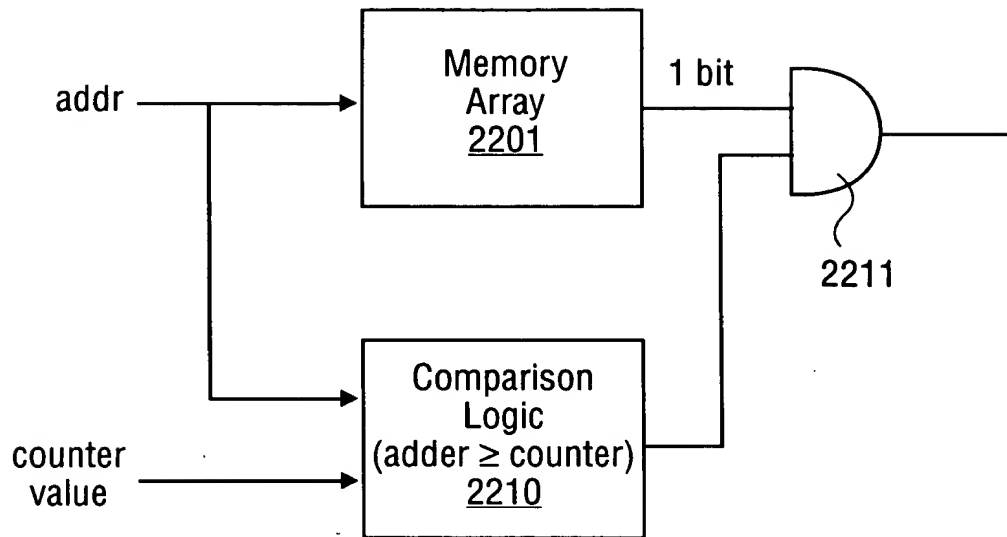 addr
Memory
Array
2201
1 bit
2211
counter
value
Comparison
Logic
(adder ≥ counter)
2210